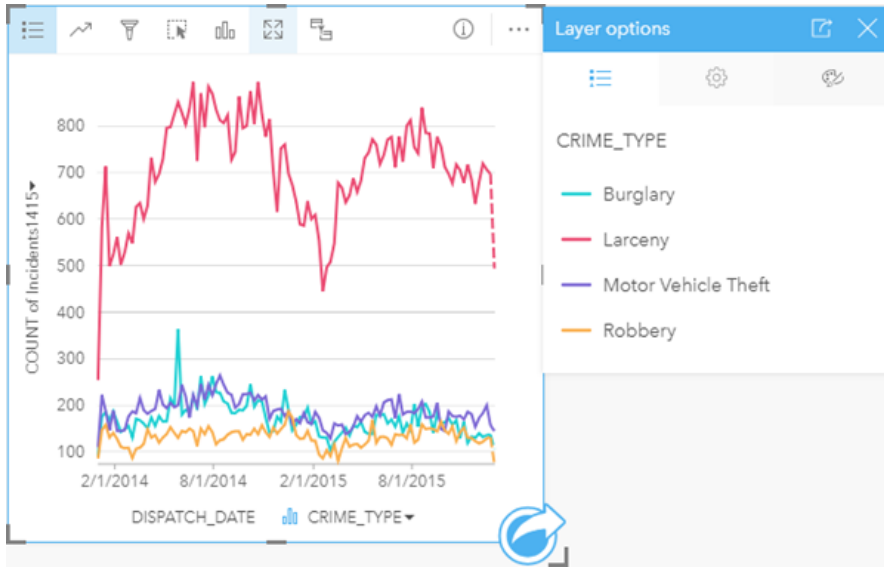 Layer options
CRIME_TYPE
Burglary
Larceny
Motor Vehicle Theft
Robbery
COUNT of Incidents1415
800
700
600
500
400
300
200
100
2/1/2014 8/1/2014 2/1/2015 8/1/2015
DISPATCH_DATE CRIME_TYPE